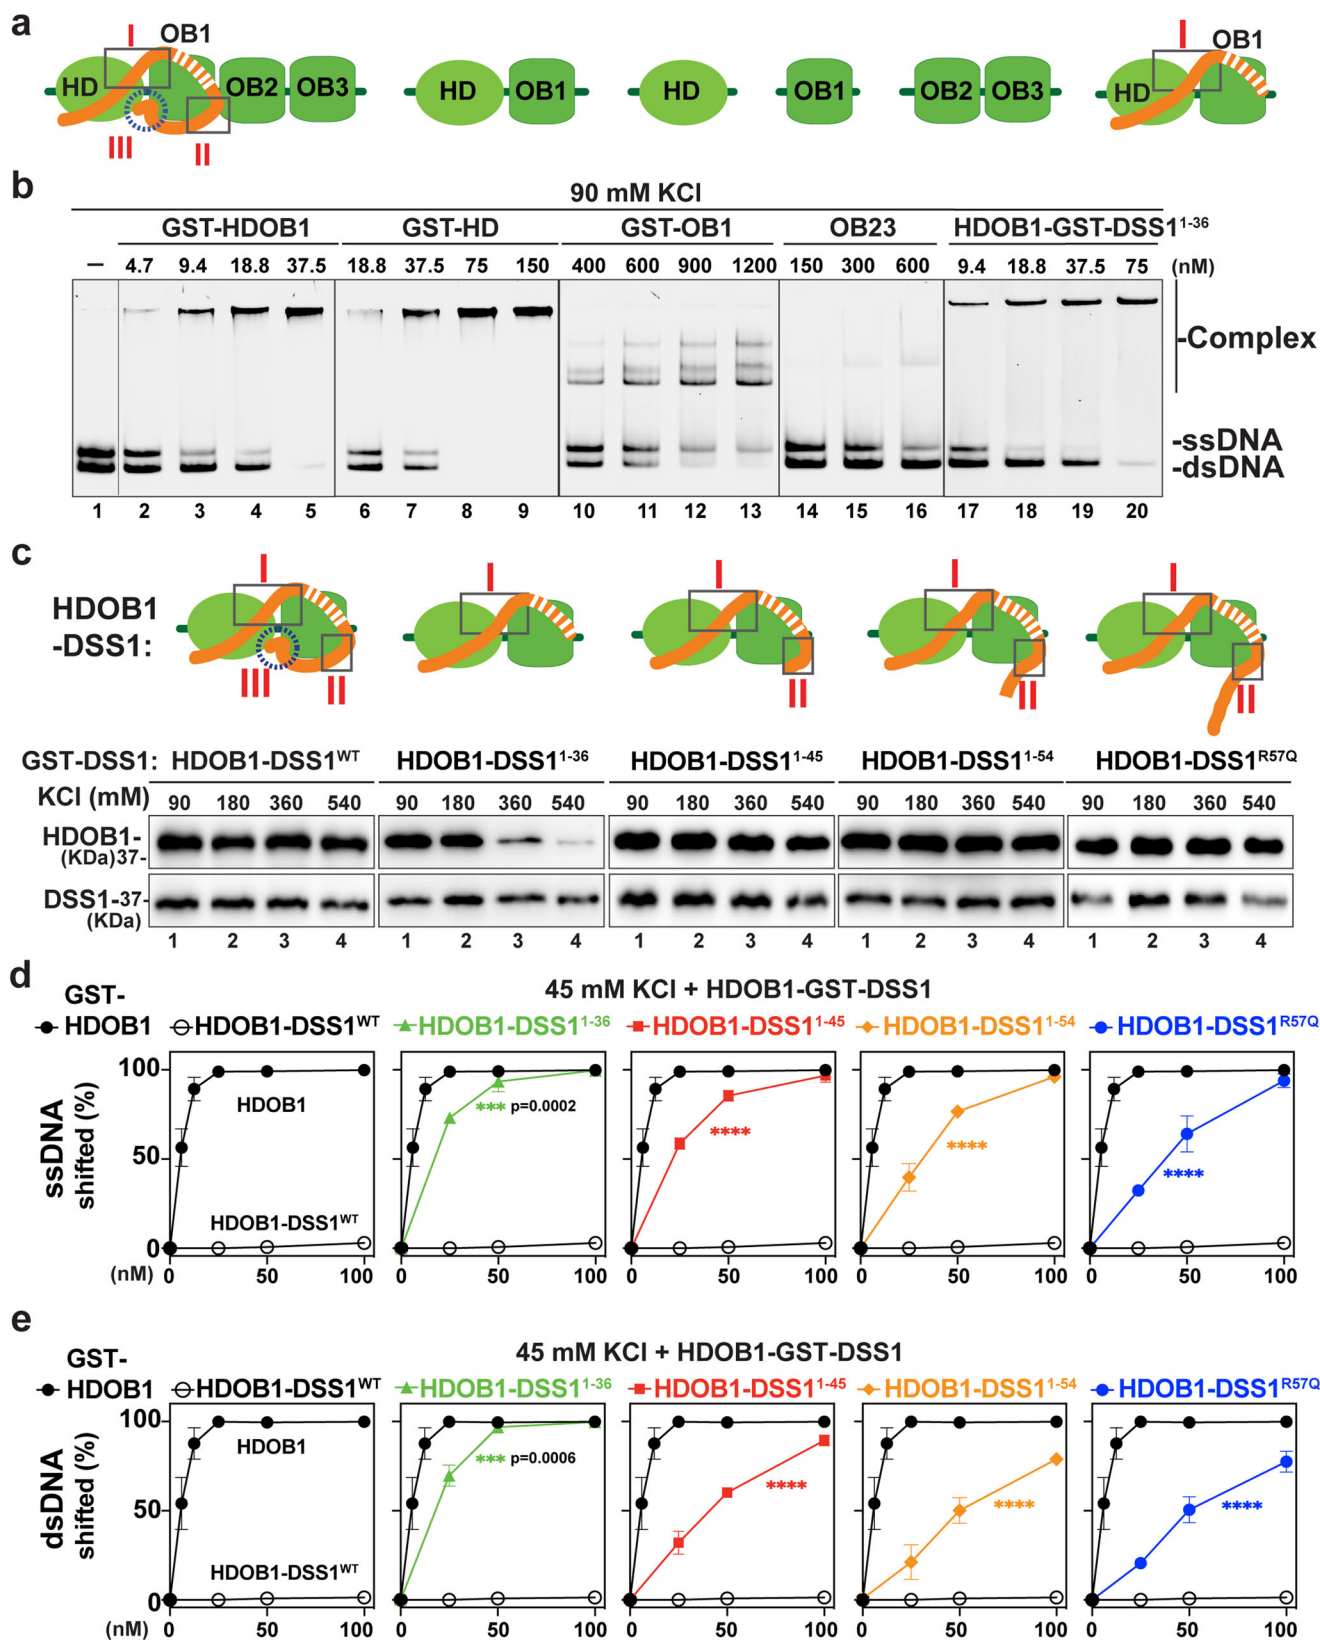 a
I OB1 HD OB2 OB3 III II
HD OB1
HD
OB1
OB2 OB3
I OB1 HD
b
90 mM KCl
GST-HDOB1 GST-HD GST-OB1 OB23 HDOB1-GST-DSS1 1-36
— 4.7 9.4 18.8 37.5 18.8 37.5 75 150 400 600 900 1200 150 300 600 9.4 18.8 37.5 75 (nM)
-Complex
-ssDNA
-dsDNA
1 2 3 4 5 6 7 8 9 10 11 12 13 14 15 16 17 18 19 20
c
HDOB1
-DSS1:
I III II
I
I II
I II
I II
GST-DSS1: HDOB1-DSS1 WT HDOB1-DSS1 1-36 HDOB1-DSS1 1-45 HDOB1-DSS1 1-54 HDOB1-DSS1 R57Q
KCl (mM) 90 180 360 540 90 180 360 540 90 180 360 540 90 180 360 540 90 180 360 540
HDOB1-
(KDa) 37-
DSS1-37-
(KDa)
1 2 3 4 1 2 3 4 1 2 3 4 1 2 3 4 1 2 3 4
d
GST- 45 mM KCl + HDOB1-GST-DSS1
HDOB1 HDOB1-DSS1 WT HDOB1-DSS1 1-36 HDOB1-DSS1 1-45 HDOB1-DSS1 1-54 HDOB1-DSS1 R57Q
ssDNA
shifted (%)
100
50
0
HDOB1
HDOB1-DSS1 WT
*** p=0.0002
****
****
****
(nM) 0 50 100 0 50 100 0 50 100 0 50 100 0 50 100
e
GST- 45 mM KCl + HDOB1-GST-DSS1
HDOB1 HDOB1-DSS1 WT HDOB1-DSS1 1-36 HDOB1-DSS1 1-45 HDOB1-DSS1 1-54 HDOB1-DSS1 R57Q
dsDNA
shifted (%)
100
50
0
HDOB1
HDOB1-DSS1 WT
*** p=0.0006
****
****
****
(nM) 0 50 100 0 50 100 0 50 100 0 50 100 0 50 100